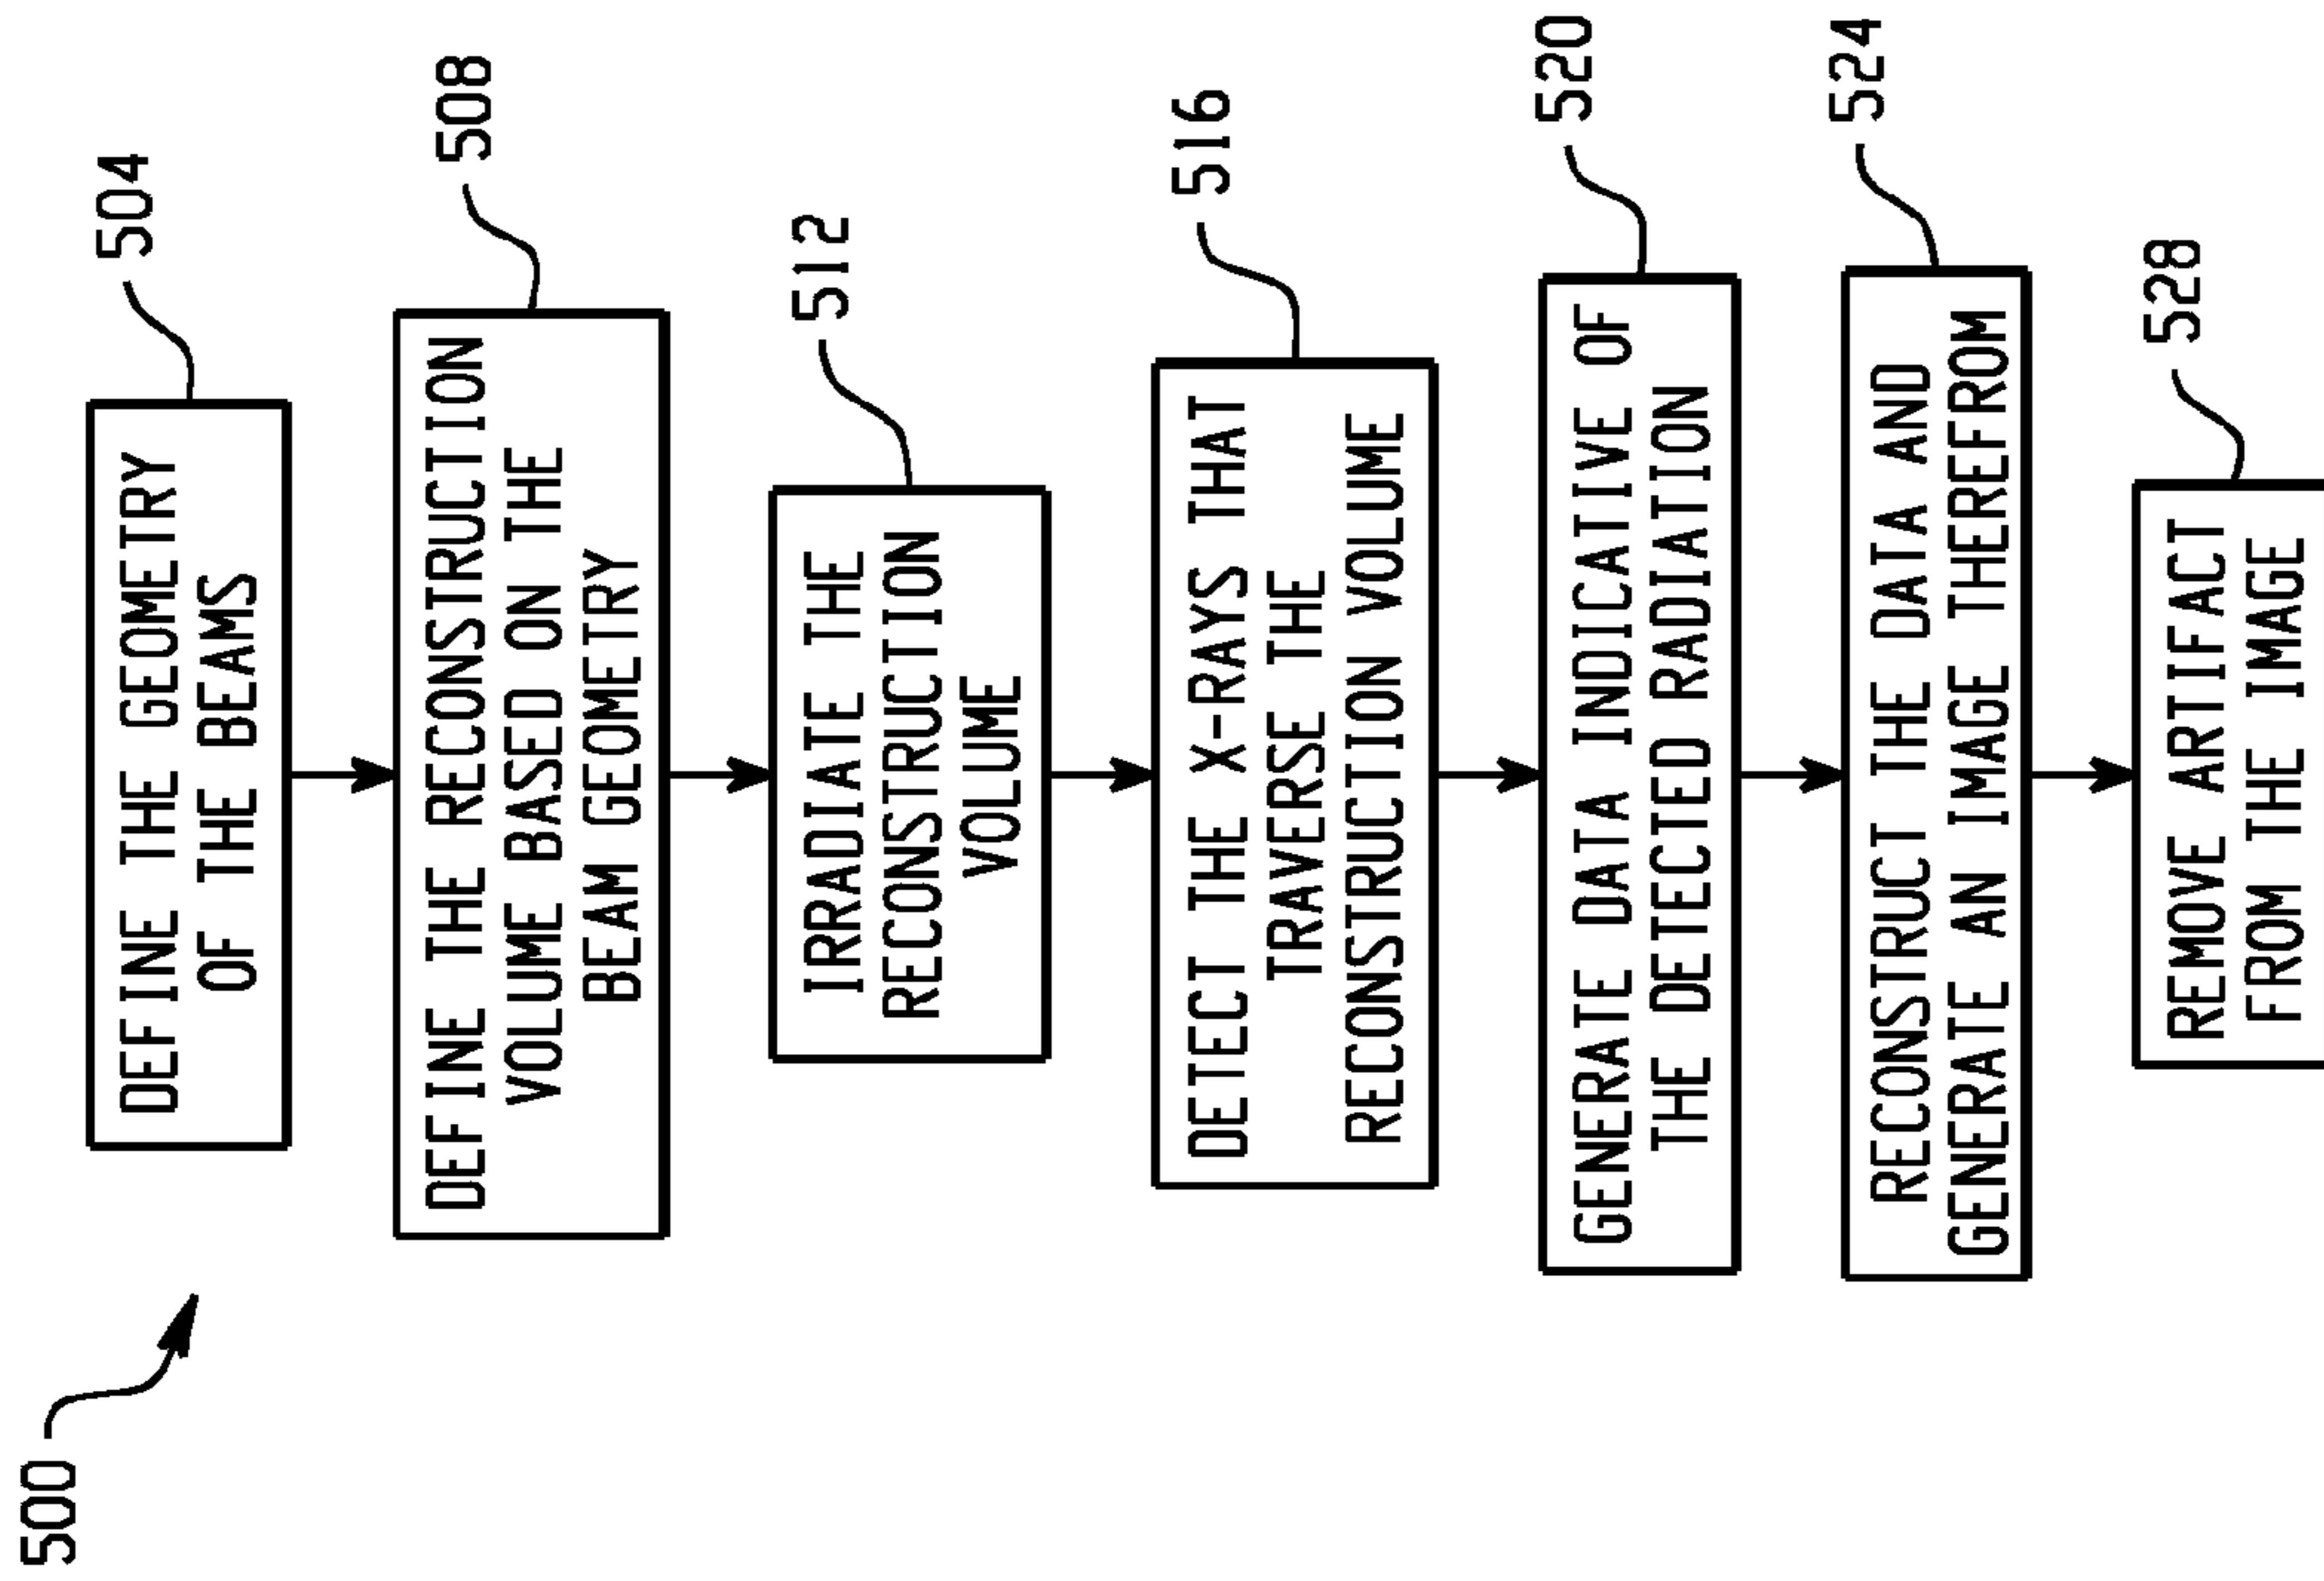 500
504
DEFINE THE GEOMETRY
OF THE BEAMS
508
DEFINE THE RECONSTRUCTION
VOLUME BASED ON THE
BEAM GEOMETRY
512
IRRADIATE THE
RECONSTRUCTION
VOLUME
516
DETECT THE X-RAYS THAT
TRAVERSE THE
RECONSTRUCTION VOLUME
520
GENERATE DATA INDICATIVE OF
THE DETECTED RADIATION
524
RECONSTRUCT THE DATA AND
GENERATE AN IMAGE THEREFROM
528
REMOVE ARTIFACT
FROM THE IMAGE